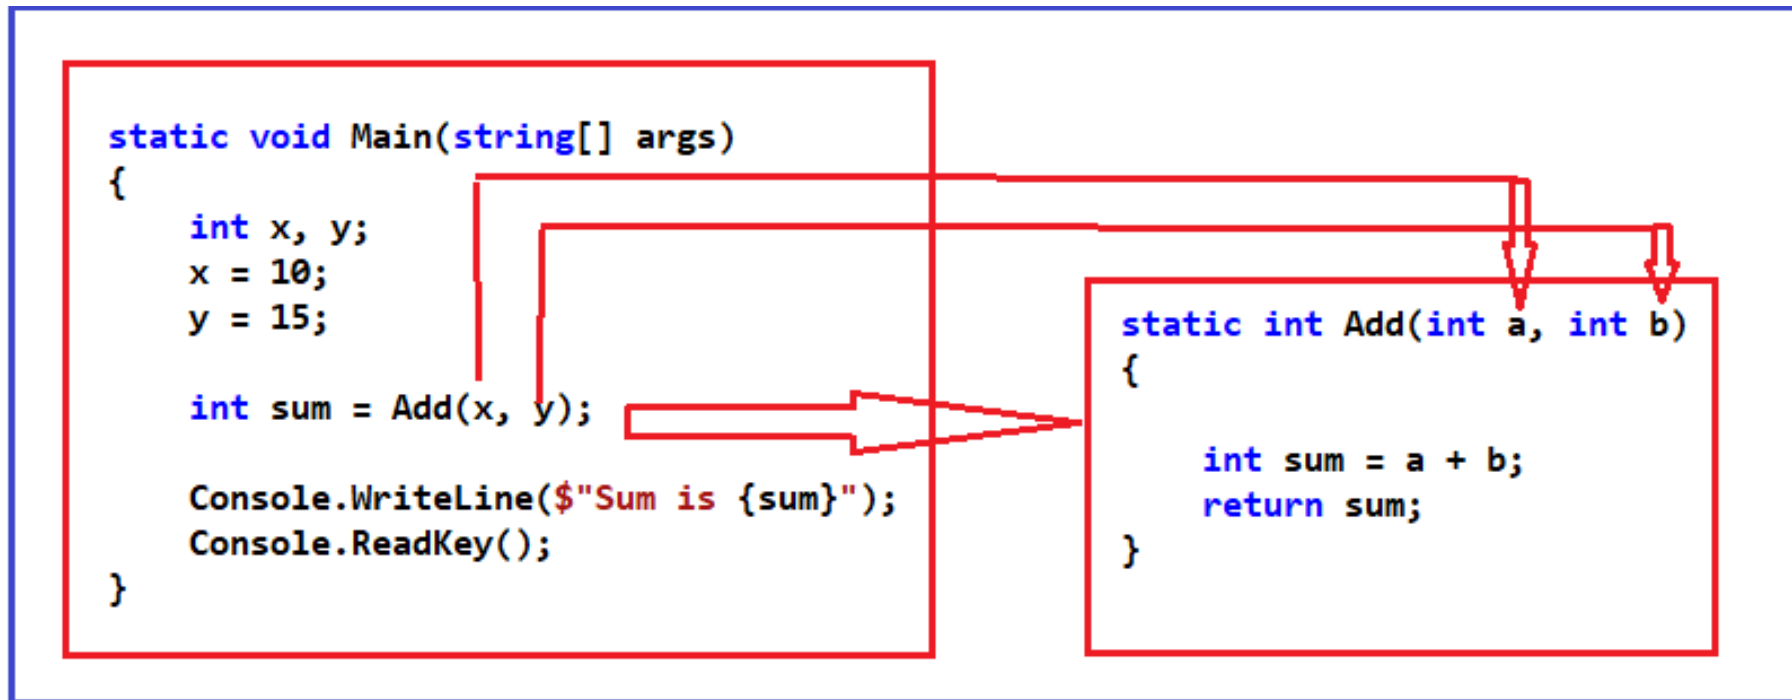 static void Main(string[] args)
{
int x, y;
x = 10;
y = 15;
int sum = Add(x, y);
Console.WriteLine($"Sum is {sum}");
Console.ReadKey();
}
static int Add(int a, int b)
{
int sum = a + b;
return sum;
}